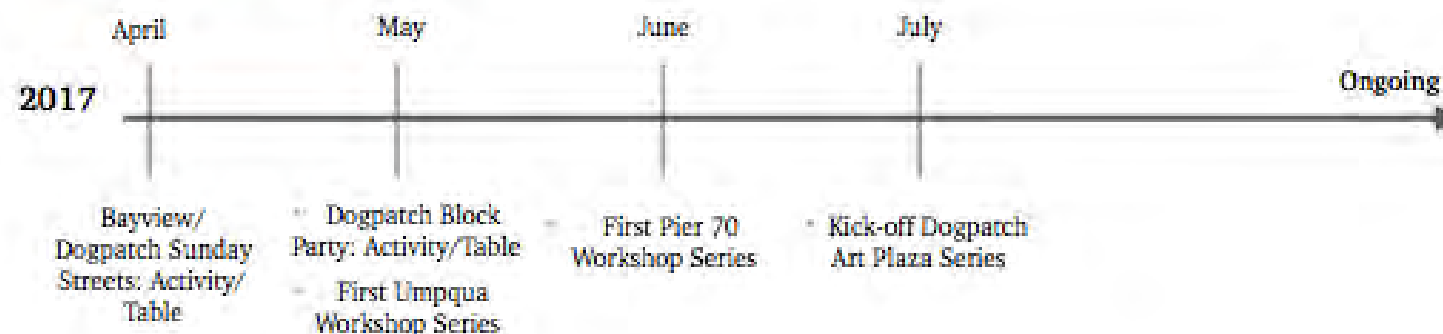 April
May
June
July
2017
Ongoing
Bayview/
Dogpatch Sunday
Streets: Activity/
Table
Dogpatch Block
Party: Activity/Table
First Umpqua
Workshop Series
First Pier 70
Workshop Series
Kick-off Dogpatch
Art Plaza Series